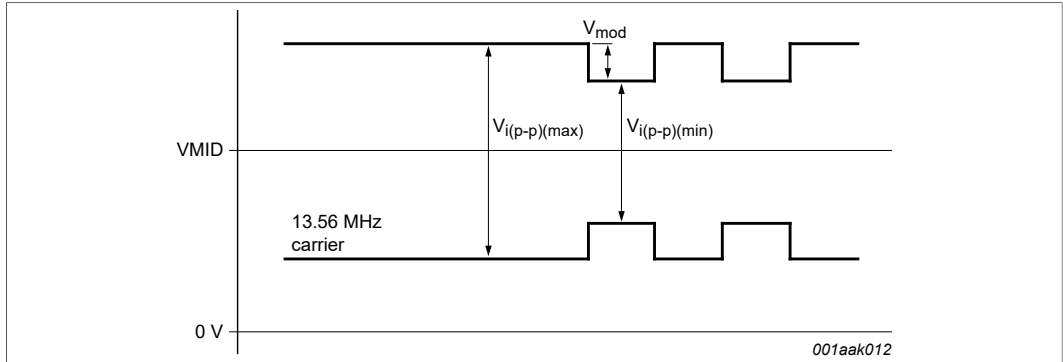 Vmod
Vi(p-p)(max)
Vi(p-p)(min)
VMID
13.56 MHz
carrier
0 V
001aak012